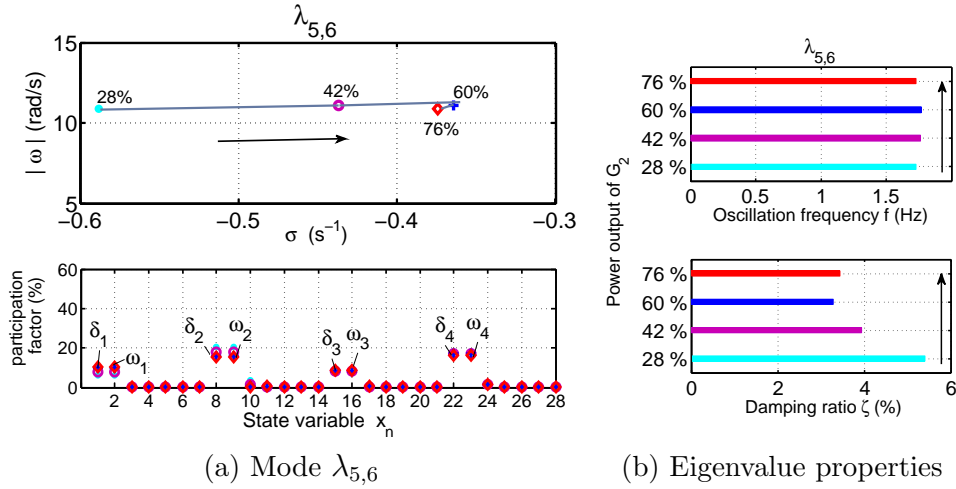 λ5,6
15
10
5
| ω | (rad/s)
28%
42%
60%
76%
−0.6
−0.5
−0.4
−0.3
σ (s⁻¹)
60
40
20
0
participation
factor (%)
δ1
ω1
δ2
ω2
δ3
ω3
δ4
ω4
2 4 6 8 10 12 14 16 18 20 22 24 26 28
State variable xn
(a) Mode λ5,6
λ5,6
Power output of G2
76 %
60 %
42 %
28 %
0 0.5 1 1.5
Oscillation frequency f (Hz)
76 %
60 %
42 %
28 %
0 2 4 6
Damping ratio ζ (%)
(b) Eigenvalue properties